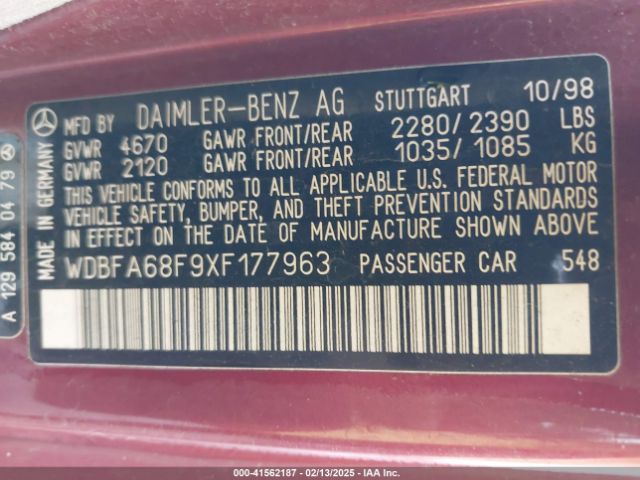 MFD BY DAIMLER-BENZ AG STUTTGART 10/98
GVWR 4670 GAWR FRONT/REAR 2280/2390 LBS
GVWR 2120 GAWR FRONT/REAR 1035/1085 KG
THIS VEHICLE CONFORMS TO ALL APPLICABLE U.S. FEDERAL MOTOR
VEHICLE SAFETY, BUMPER, AND THEFT PREVENTION STANDARDS
IN EFFECT ON THE DATE OF MANUFACTURE SHOWN ABOVE
WDBFA68F9XF177963 PASSENGER CAR 548
MADE IN GERMANY
A 129 584 04 79
000-41562187 - 02/13/2025 - IAA Inc.